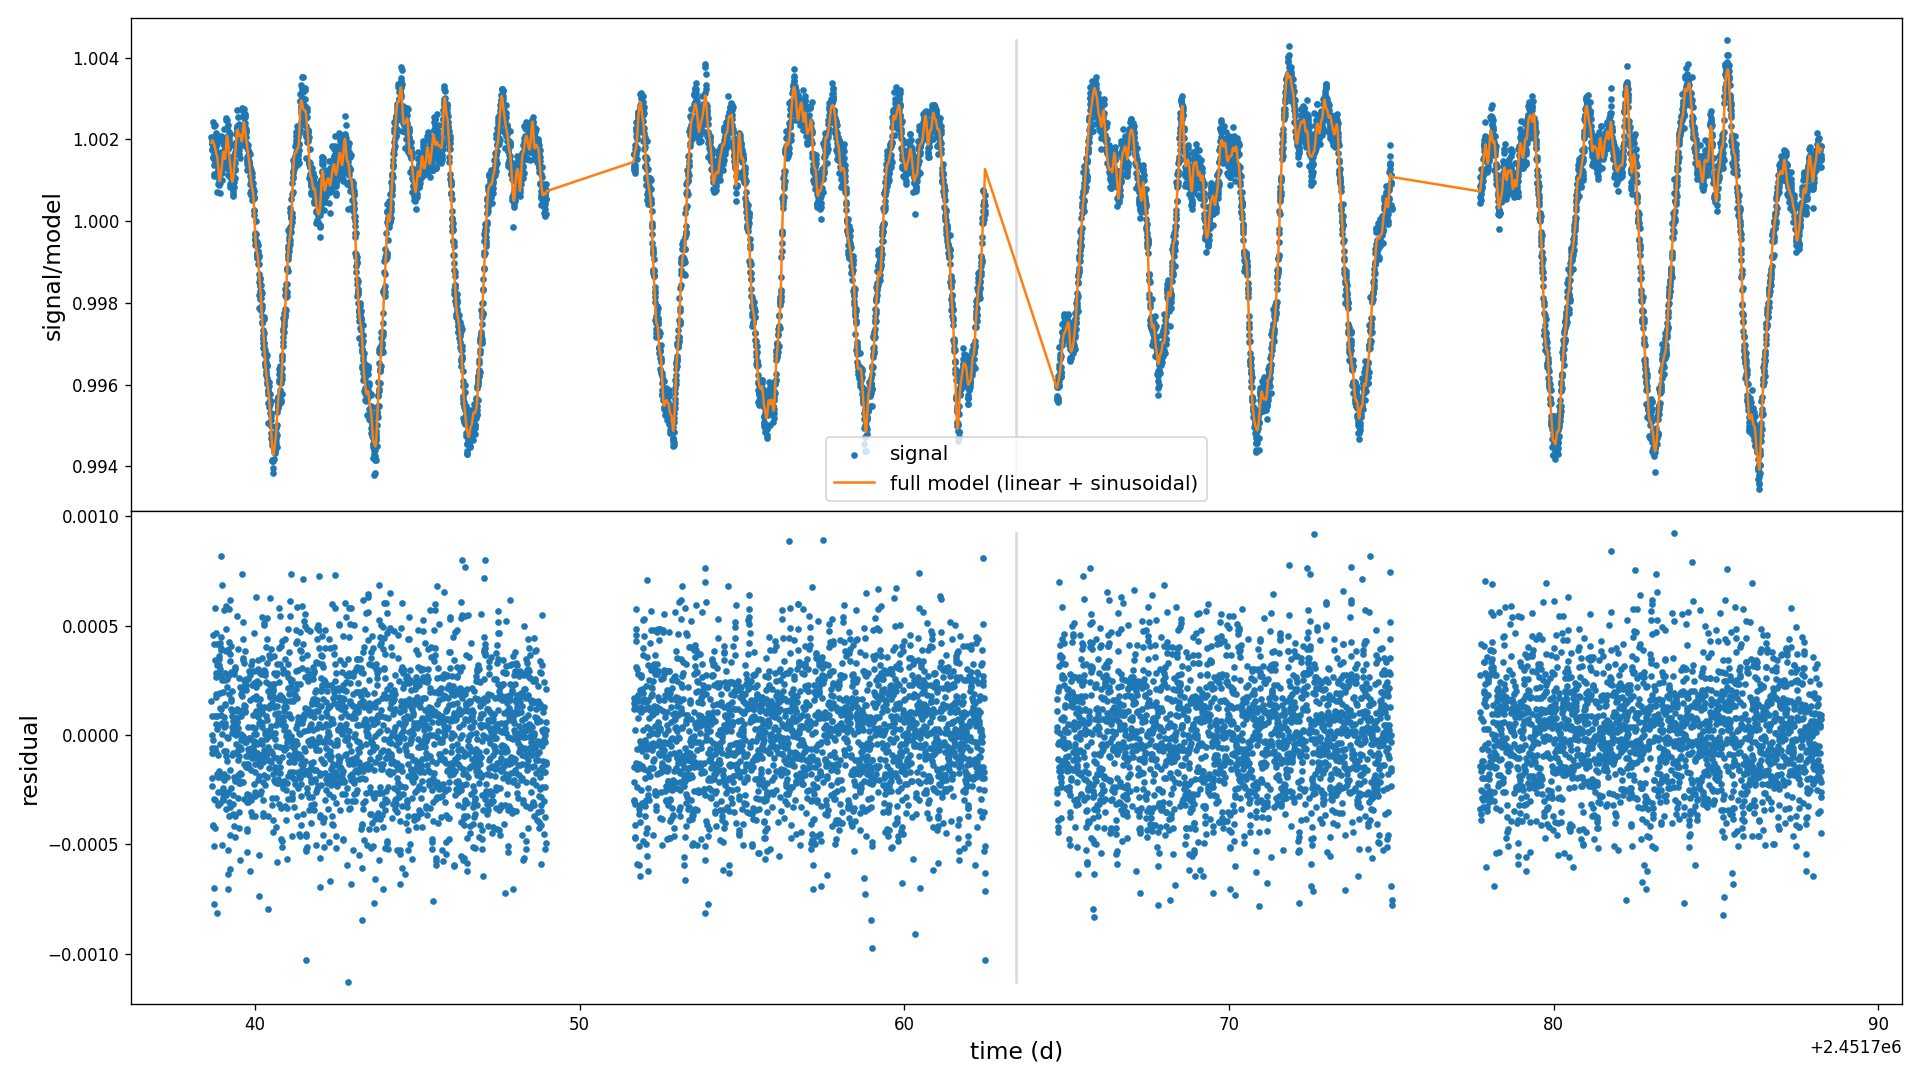 1.004
1.002
1.000
0.998
0.996
0.994
signal/model
signal
full model (linear + sinusoidal)
0.0010
0.0005
0.0000
−0.0005
−0.0010
residual
40 50 60 70 80 90
time (d)
+2.4517e6